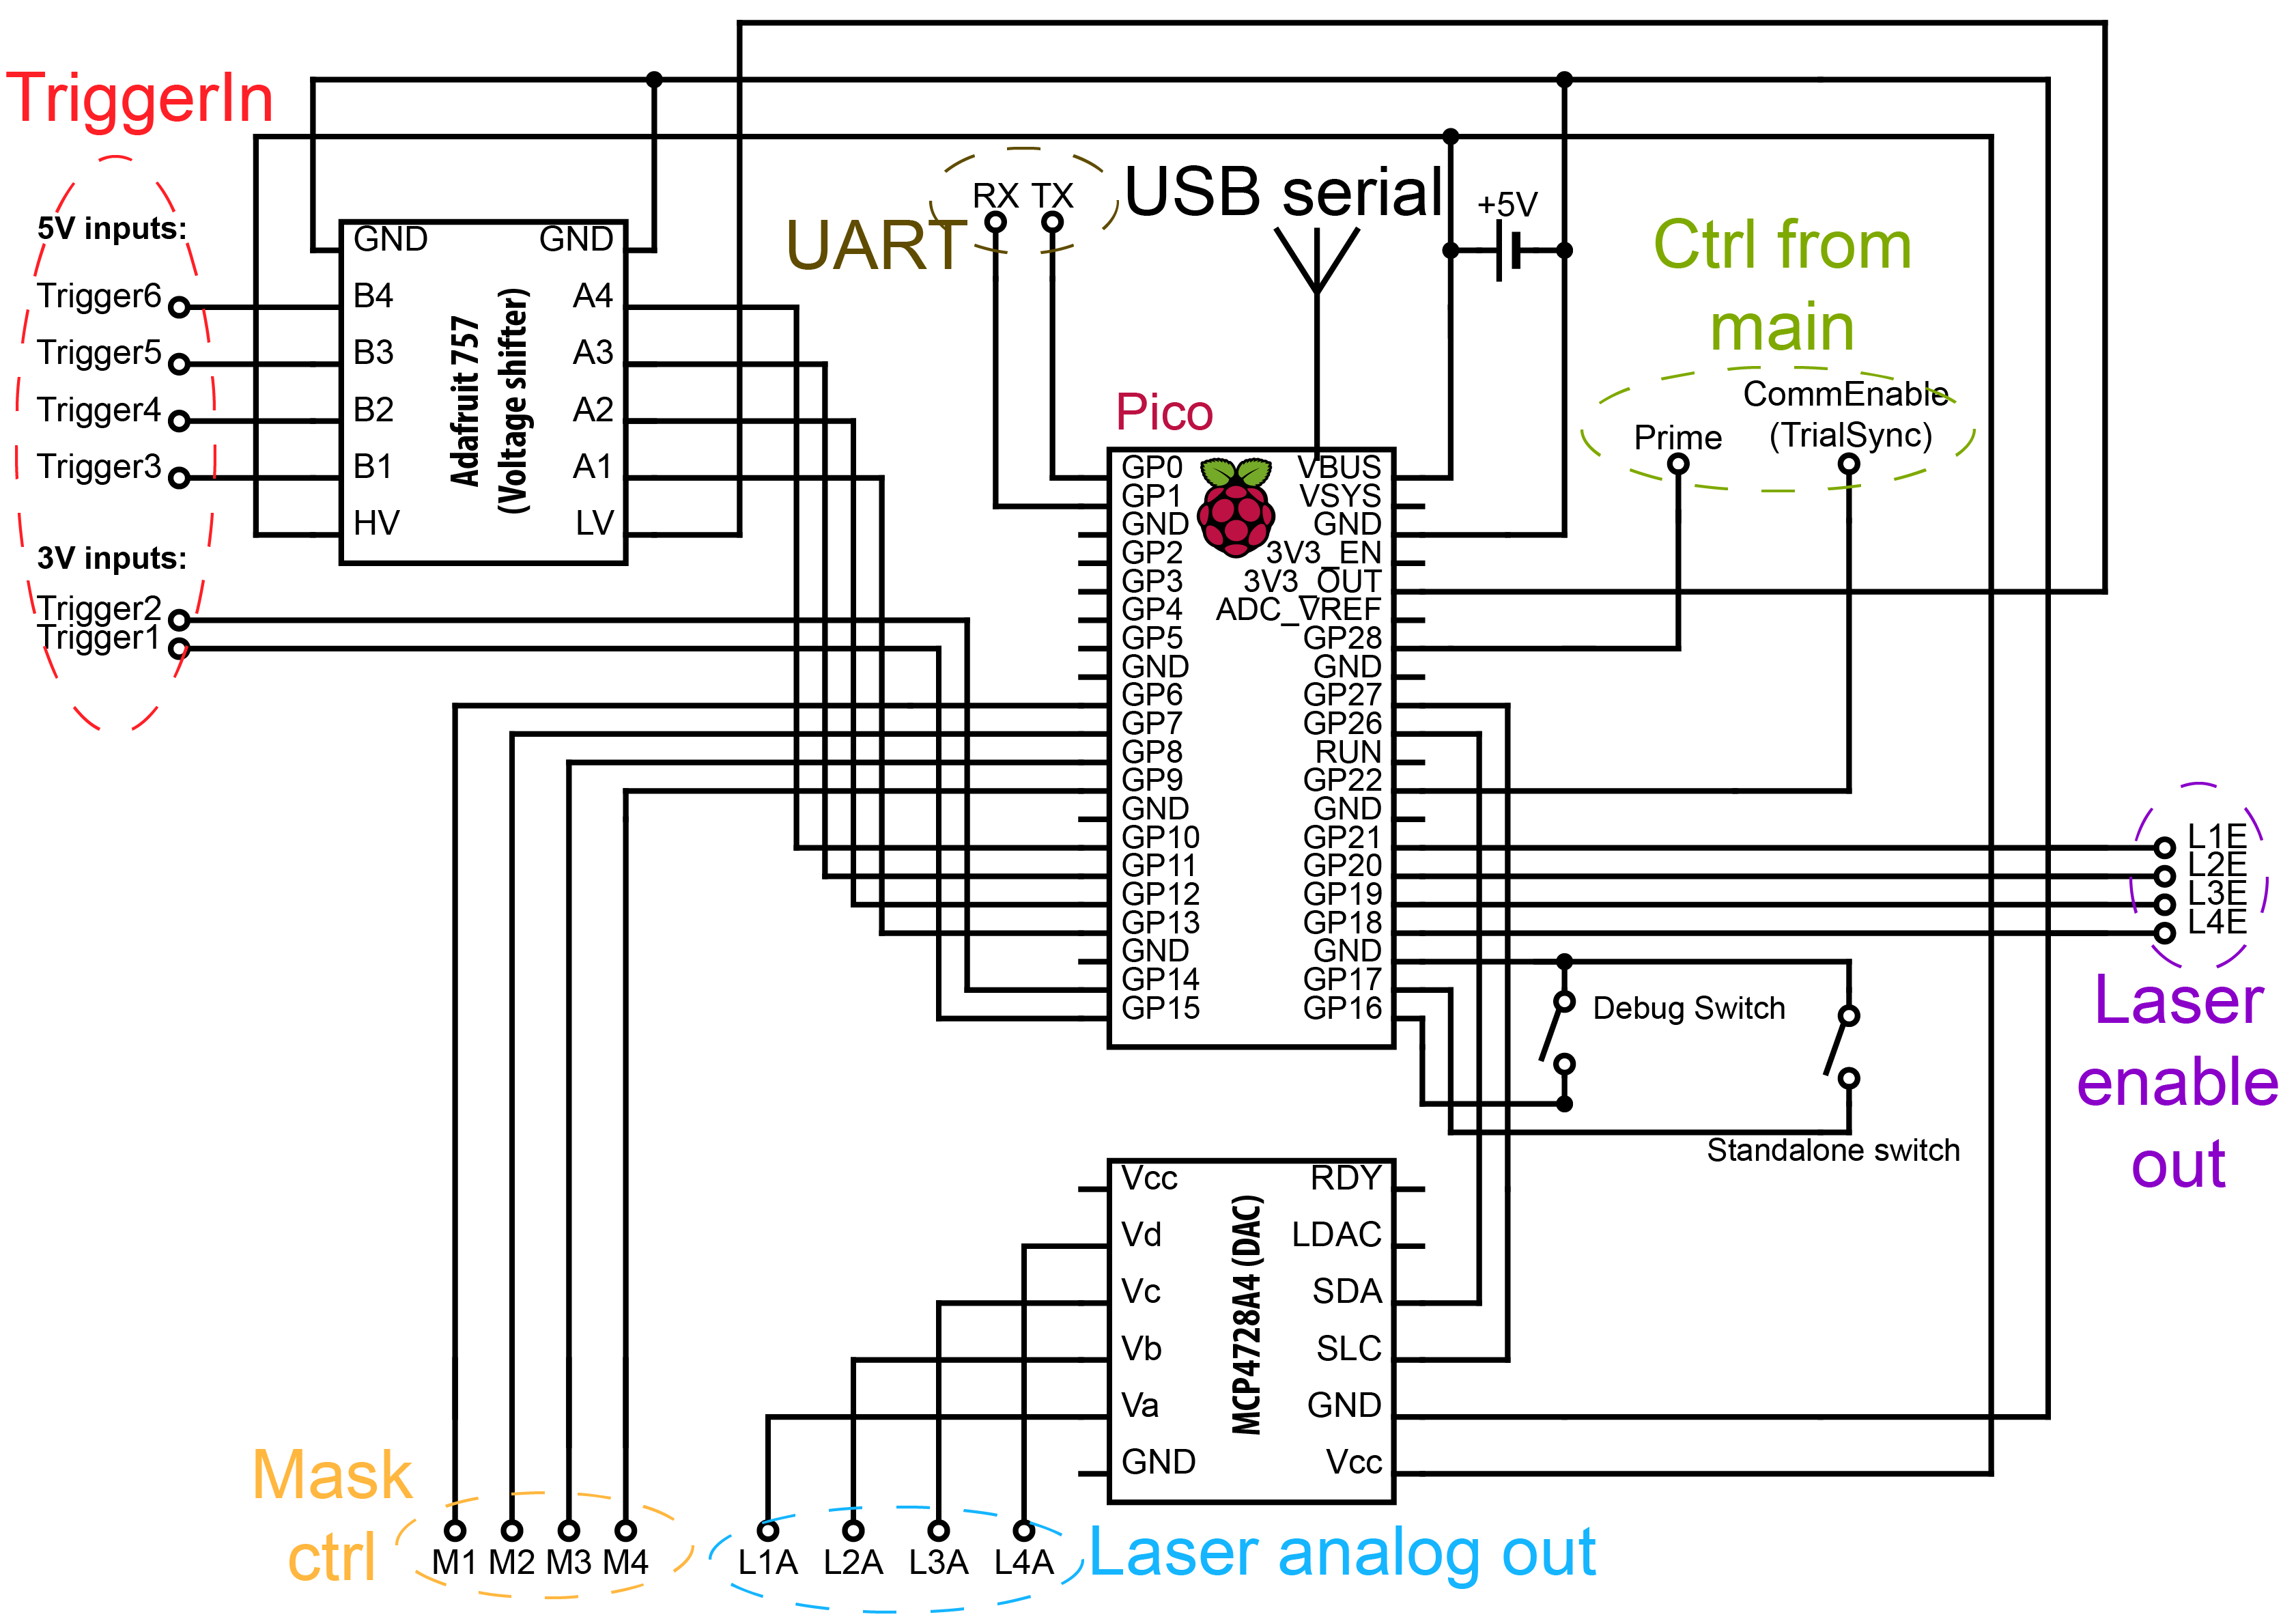 TriggerIn
5V inputs:
Trigger6
Trigger5
Trigger4
Trigger3
3V inputs:
Trigger2
Trigger1
GND
B4
B3
B2
B1
HV
Adafruit 757
(Voltage shifter)
GND
A4
A3
A2
A1
LV
UART
RX TX
USB serial
+5V
Ctrl from
main
Prime
CommEnable
(TrialSync)
Pico
GP0
GP1
GND
GP2
GP3
GP4
GP5
GND
GP6
GP7
GP8
GP9
GND
GP10
GP11
GP12
GP13
GND
GP14
GP15
VBUS
VSYS
GND
3V3_EN
3V3_OUT
ADC_VREF
GP28
GND
GP27
GP26
RUN
GP22
GND
GP21
GP20
GP19
GP18
GND
GP17
GP16
L1E
L2E
L3E
L4E
Laser
enable
out
Debug Switch
Standalone switch
Vcc
Vd
Vc
Vb
Va
GND
MCP4728A4 (DAC)
RDY
LDAC
SDA
SLC
GND
Vcc
Mask
ctrl
M1 M2 M3 M4
L1A L2A L3A L4A
Laser analog out